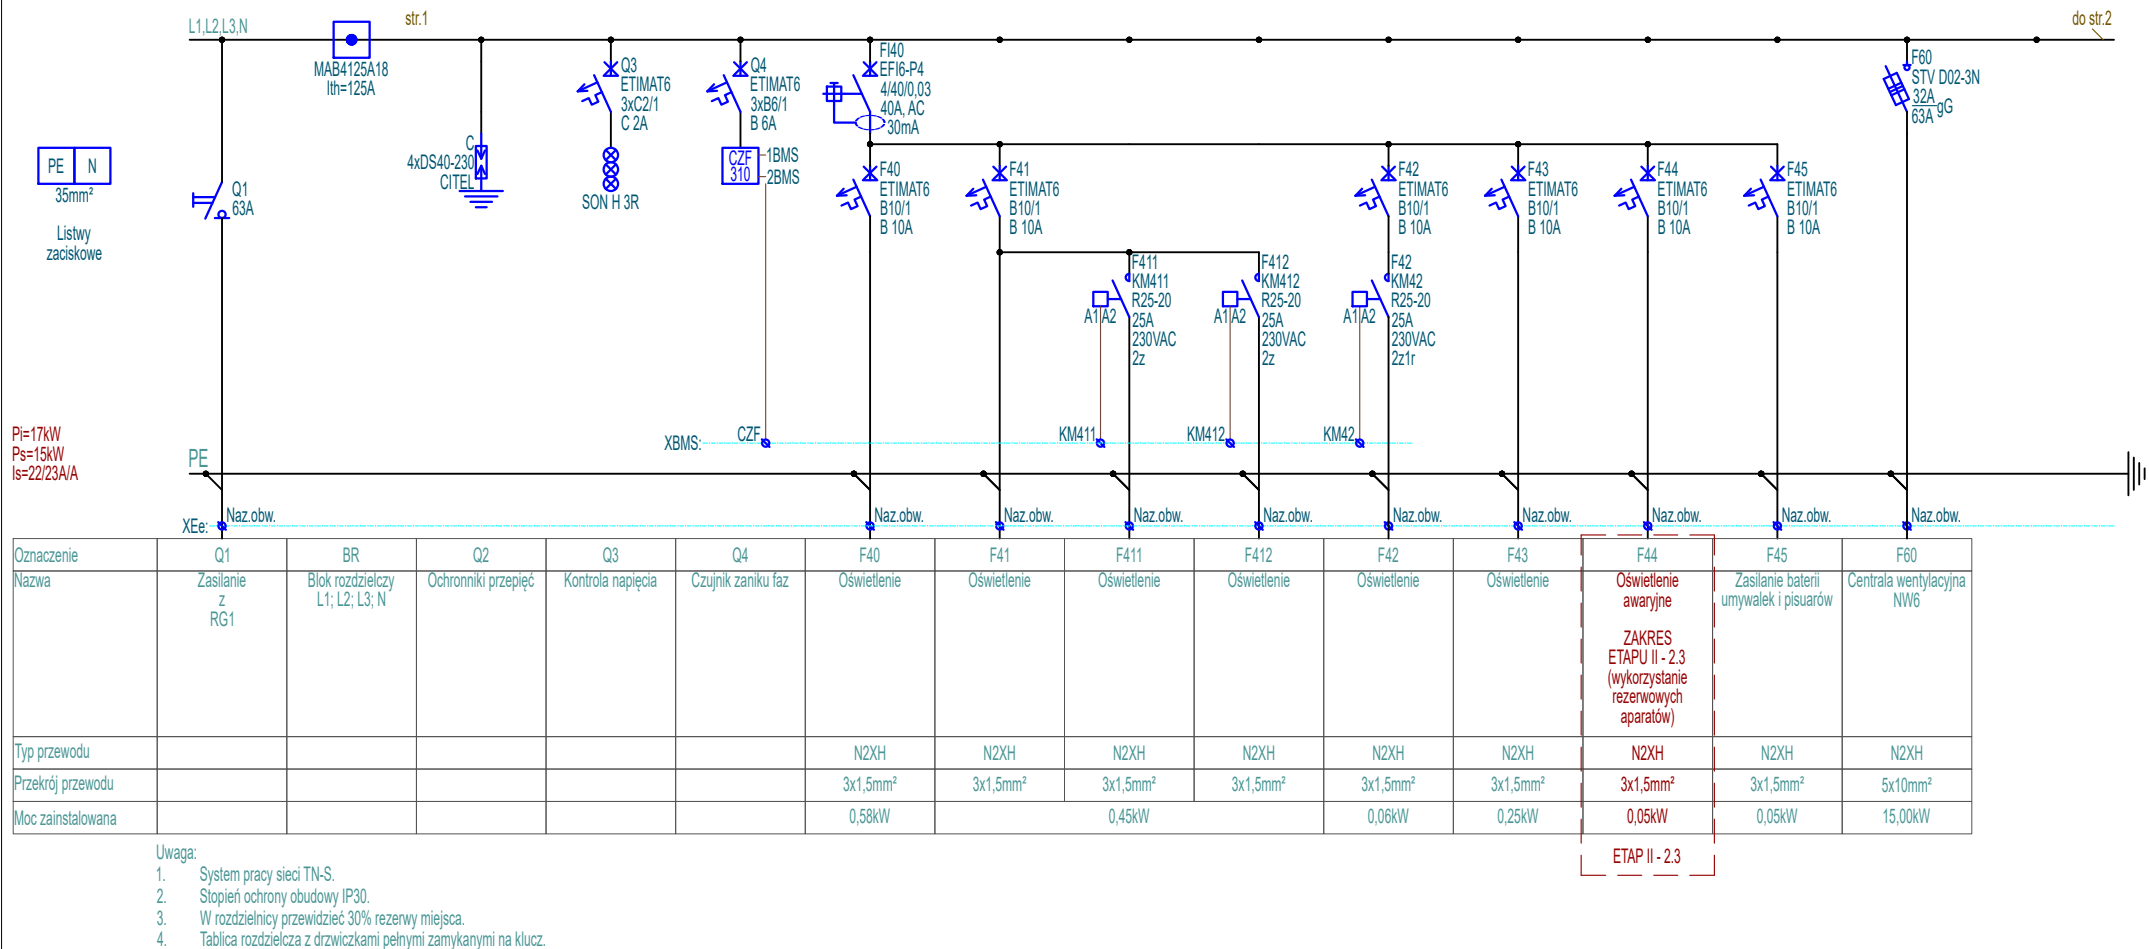 L1,L2,L3,N
str.1
do str.2
MAB4125A18
Ith=125A
PE N
35mm²
Listwy
zaciskowe
Q1
63A
C
4xDS40-230
CITEL
Q3
ETIMAT6
3xC2/1
C 2A
SON H 3R
Q4
ETIMAT6
3xB6/1
B 6A
CZF
310
1BMS
2BMS
FI40
EFI6-P4
4/40/0,03
40A, AC
30mA
F40
ETIMAT6
B10/1
B 10A
F41
ETIMAT6
B10/1
B 10A
F42
ETIMAT6
B10/1
B 10A
F43
ETIMAT6
B10/1
B 10A
F44
ETIMAT6
B10/1
B 10A
F45
ETIMAT6
B10/1
B 10A
F60
STV D02-3N
32A
63A gG
F411
KM411
R25-20
25A
230VAC
2z
A1 A2
F412
KM412
R25-20
25A
230VAC
2z
A1 A2
F42
KM42
R25-20
25A
230VAC
2z1r
A1 A2
XBMS: CZF KM411 KM412 KM42
Pi=17kW
Ps=15kW
Is=22/23A/A
PE
XEe: Naz.obw. Naz.obw. Naz.obw. Naz.obw. Naz.obw. Naz.obw. Naz.obw. Naz.obw. Naz.obw. Naz.obw.
Oznaczenie Q1 BR Q2 Q3 Q4 F40 F41 F411 F412 F42 F43 F44 F45 F60
Nazwa
Zasilanie
z
RG1
Blok rozdzielczy
L1; L2; L3; N
Ochronniki przepięć
Kontrola napięcia
Czujnik zaniku faz
Oświetlenie
Oświetlenie
Oświetlenie
Oświetlenie
Oświetlenie
Oświetlenie
Oświetlenie
awaryjne
ZAKRES
ETAPU II - 2.3
(wykorzystanie
rezerwowych
aparatów)
Zasilanie baterii
umywalek i pisuarów
Centrala wentylacyjna
NW6
Typ przewodu N2XH N2XH N2XH N2XH N2XH N2XH N2XH N2XH N2XH
Przekrój przewodu 3x1,5mm² 3x1,5mm² 3x1,5mm² 3x1,5mm² 3x1,5mm² 3x1,5mm² 3x1,5mm² 3x1,5mm² 5x10mm²
Moc zainstalowana 0,58kW 0,45kW 0,06kW 0,25kW 0,05kW 0,05kW 15,00kW
ETAP II - 2.3
Uwaga:
1. System pracy sieci TN-S.
2. Stopień ochrony obudowy IP30.
3. W rozdzielnicy przewidzieć 30% rezerwy miejsca.
4. Tablica rozdzielcza z drzwiczkami pełnymi zamykanymi na klucz.